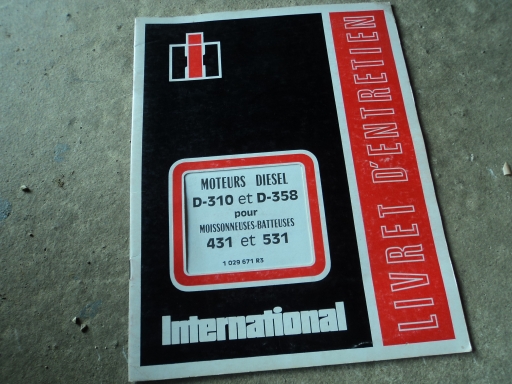 MOTEURS DIESEL
D-310 et D-358
pour
MOISSONNEUSES-BATTEUSES
431 et 531
1 029 671 R3
International
LIVRET D'ENTRETIEN